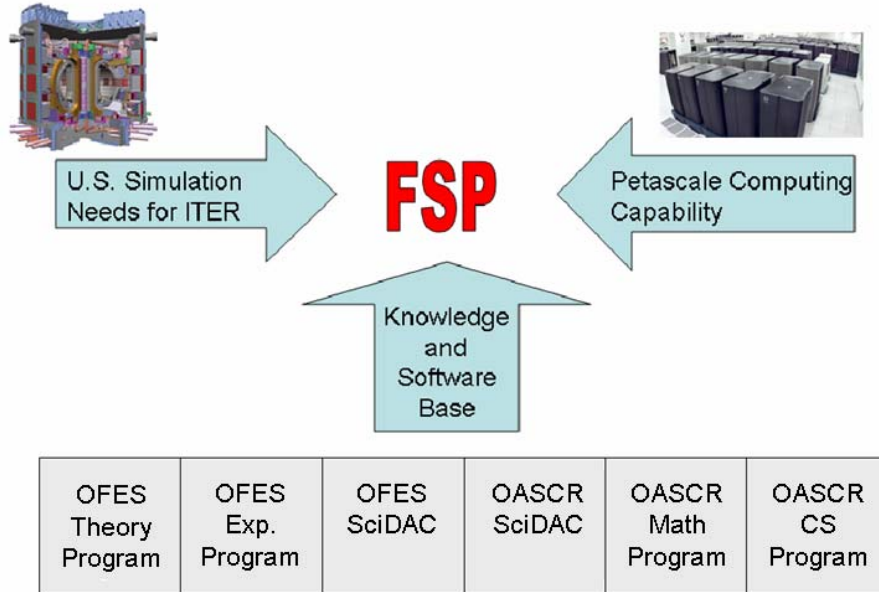 U.S. Simulation
Needs for ITER
FSP
Petascale Computing
Capability
Knowledge
and
Software
Base
OFES
Theory
Program
OFES
Exp.
Program
OFES
SciDAC
OASCR
SciDAC
OASCR
Math
Program
OASCR
CS
Program